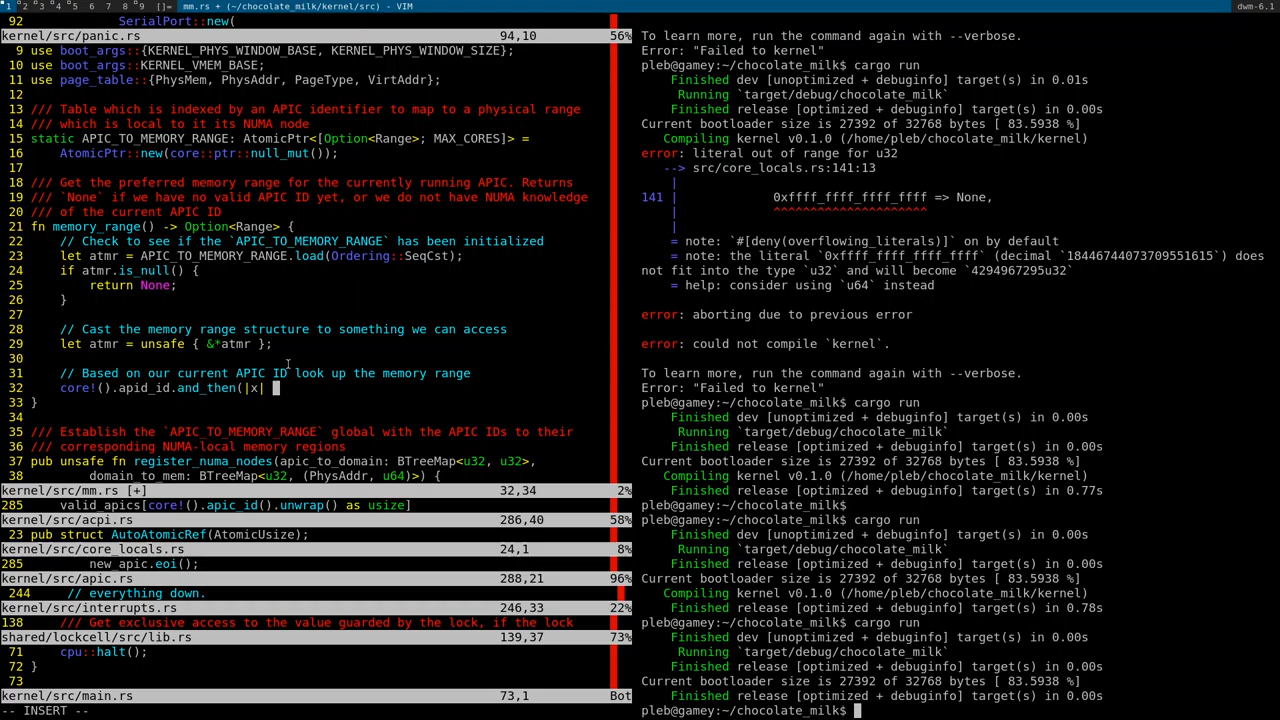 1 2 3 4 5 6 7 8 9 []= mm.rs + (~/chocolate_milk/kernel/src) - VIM dwm-6.1
92 SerialPort::new(
kernel/src/panic.rs 94,10 56%
9 use boot_args::{KERNEL_PHYS_WINDOW_BASE, KERNEL_PHYS_WINDOW_SIZE};
10 use boot_args::KERNEL_VMEM_BASE;
11 use page_table::{PhysMem, PhysAddr, PageType, VirtAddr};
12
13 /// Table which is indexed by an APIC identifier to map to a physical range
14 /// which is local to it its NUMA node
15 static APIC_TO_MEMORY_RANGE: AtomicPtr<[Option<Range>; MAX_CORES]> =
16 AtomicPtr::new(core::ptr::null_mut());
17
18 /// Get the preferred memory range for the currently running APIC. Returns
19 /// `None` if we have no valid APIC ID yet, or we do not have NUMA knowledge
20 /// of the current APIC ID
21 fn memory_range() -> Option<Range> {
22 // Check to see if the `APIC_TO_MEMORY_RANGE` has been initialized
23 let atmr = APIC_TO_MEMORY_RANGE.load(Ordering::SeqCst);
24 if atmr.is_null() {
25 return None;
26 }
27
28 // Cast the memory range structure to something we can access
29 let atmr = unsafe { &*atmr };
30
31 // Based on our current APIC ID look up the memory range
32 core!().apid_id.and_then(|x|
33 }
34
35 /// Establish the `APIC_TO_MEMORY_RANGE` global with the APIC IDs to their
36 /// corresponding NUMA-local memory regions
37 pub unsafe fn register_numa_nodes(apic_to_domain: BTreeMap<u32, u32>,
38 domain_to_mem: BTreeMap<u32, (PhysAddr, u64)>) {
kernel/src/mm.rs [+] 32,34 2%
285 valid_apics[core!().apic_id().unwrap() as usize]
kernel/src/acpi.rs 286,40 58%
23 pub struct AutoAtomicRef(AtomicUsize);
kernel/src/core_locals.rs 24,1 8%
285 new_apic.eoi();
kernel/src/apic.rs 288,21 96%
244 // everything down.
kernel/src/interrupts.rs 246,33 22%
138 /// Get exclusive access to the value guarded by the lock, if the lock
shared/lockcell/src/lib.rs 139,37 73%
71 cpu::halt();
72 }
73
kernel/src/main.rs 73,1 Bot
-- INSERT --
To learn more, run the command again with --verbose.
Error: "Failed to kernel"
pleb@gamey:~/chocolate_milk$ cargo run
Finished dev [unoptimized + debuginfo] target(s) in 0.01s
Running `target/debug/chocolate_milk`
Finished release [optimized + debuginfo] target(s) in 0.00s
Current bootloader size is 27392 of 32768 bytes [ 83.5938 %]
Compiling kernel v0.1.0 (/home/pleb/chocolate_milk/kernel)
error: literal out of range for u32
--> src/core_locals.rs:141:13
|
141 | 0xffff_ffff_ffff_ffff => None,
| ^^^^^^^^^^^^^^^^^^^^^
|
= note: `#[deny(overflowing_literals)]` on by default
= note: the literal `0xffff_ffff_ffff_ffff` (decimal `18446744073709551615`) does
not fit into the type `u32` and will become `4294967295u32`
= help: consider using `u64` instead
error: aborting due to previous error
error: could not compile `kernel`.
To learn more, run the command again with --verbose.
Error: "Failed to kernel"
pleb@gamey:~/chocolate_milk$ cargo run
Finished dev [unoptimized + debuginfo] target(s) in 0.00s
Running `target/debug/chocolate_milk`
Finished release [optimized + debuginfo] target(s) in 0.00s
Current bootloader size is 27392 of 32768 bytes [ 83.5938 %]
Compiling kernel v0.1.0 (/home/pleb/chocolate_milk/kernel)
Finished release [optimized + debuginfo] target(s) in 0.77s
pleb@gamey:~/chocolate_milk$
pleb@gamey:~/chocolate_milk$ cargo run
Finished dev [unoptimized + debuginfo] target(s) in 0.00s
Running `target/debug/chocolate_milk`
Finished release [optimized + debuginfo] target(s) in 0.00s
Current bootloader size is 27392 of 32768 bytes [ 83.5938 %]
Compiling kernel v0.1.0 (/home/pleb/chocolate_milk/kernel)
Finished release [optimized + debuginfo] target(s) in 0.78s
pleb@gamey:~/chocolate_milk$ cargo run
Finished dev [unoptimized + debuginfo] target(s) in 0.00s
Running `target/debug/chocolate_milk`
Finished release [optimized + debuginfo] target(s) in 0.00s
Current bootloader size is 27392 of 32768 bytes [ 83.5938 %]
Finished release [optimized + debuginfo] target(s) in 0.00s
pleb@gamey:~/chocolate_milk$